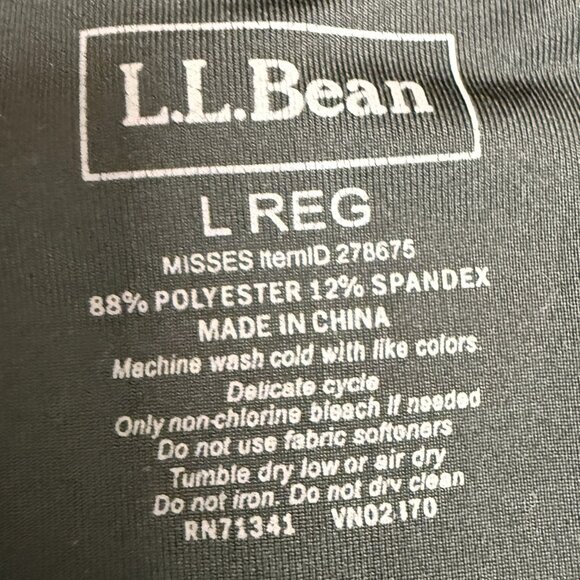 L.L.Bean
L REG
MISSES ItemID 278675
88% POLYESTER 12% SPANDEX
MADE IN CHINA
Machine wash cold with like colors.
Delicate cycle
Only non-chlorine bleach if needed
Do not use fabric softeners
Tumble dry low or air dry
Do not iron. Do not dry clean
RN71341 VN02170